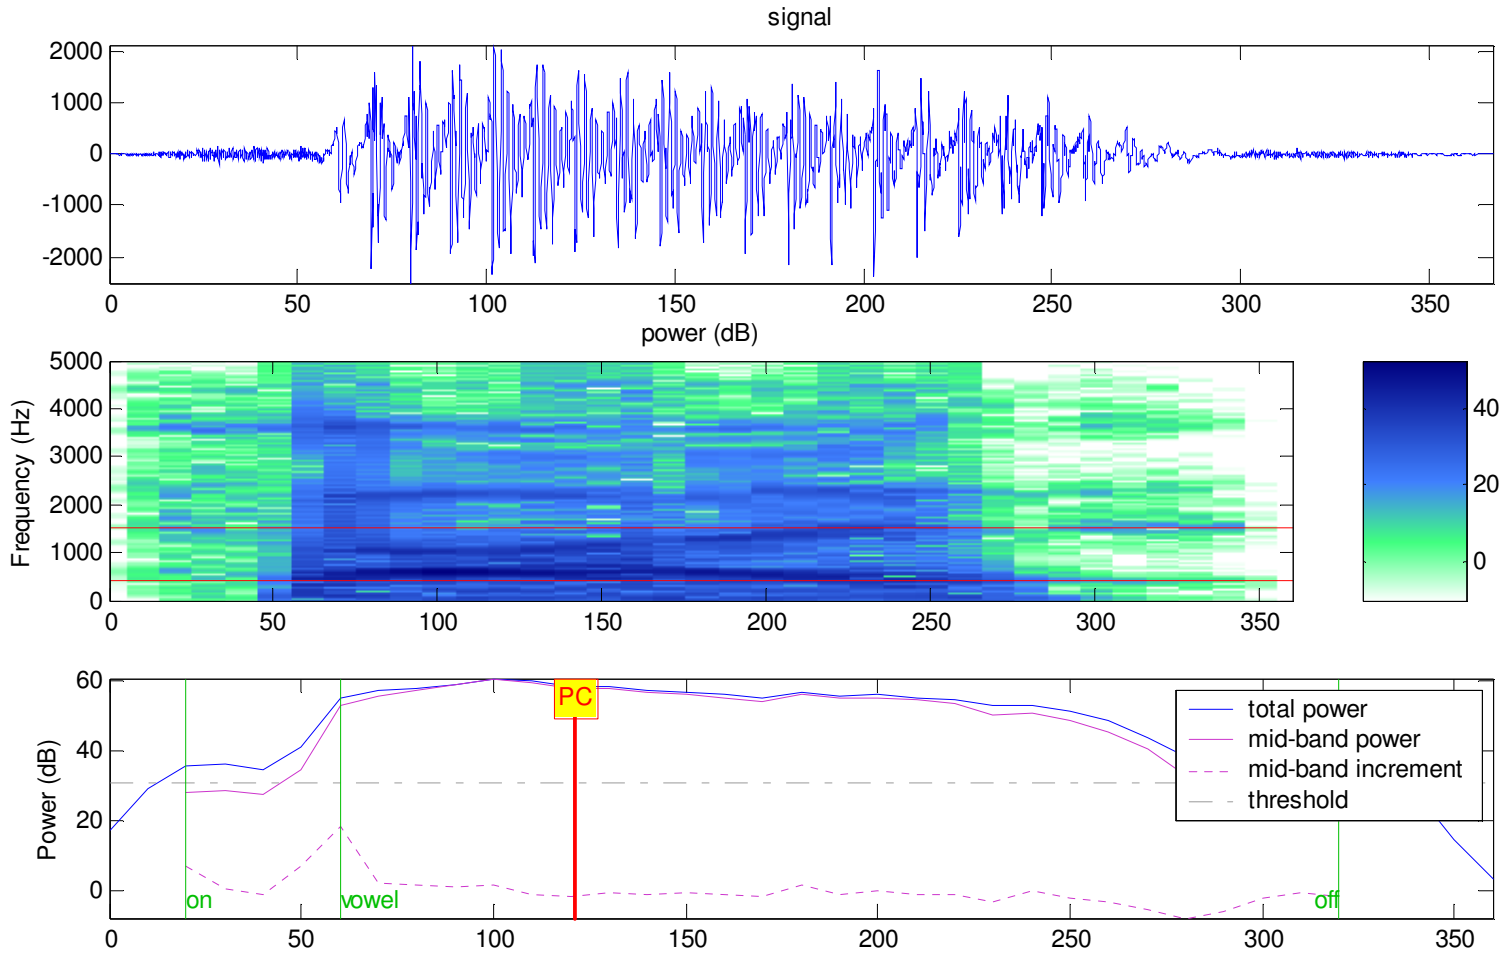 signal
2000
1000
0
-1000
-2000
0 50 100 150 200 250 300 350
power (dB)
Frequency (Hz)
5000
4000
3000
2000
1000
0
0 50 100 150 200 250 300 350
40
20
0
Power (dB)
60
40
20
0
PC
on
vowel
off
total power
mid-band power
mid-band increment
threshold
0 50 100 150 200 250 300 350